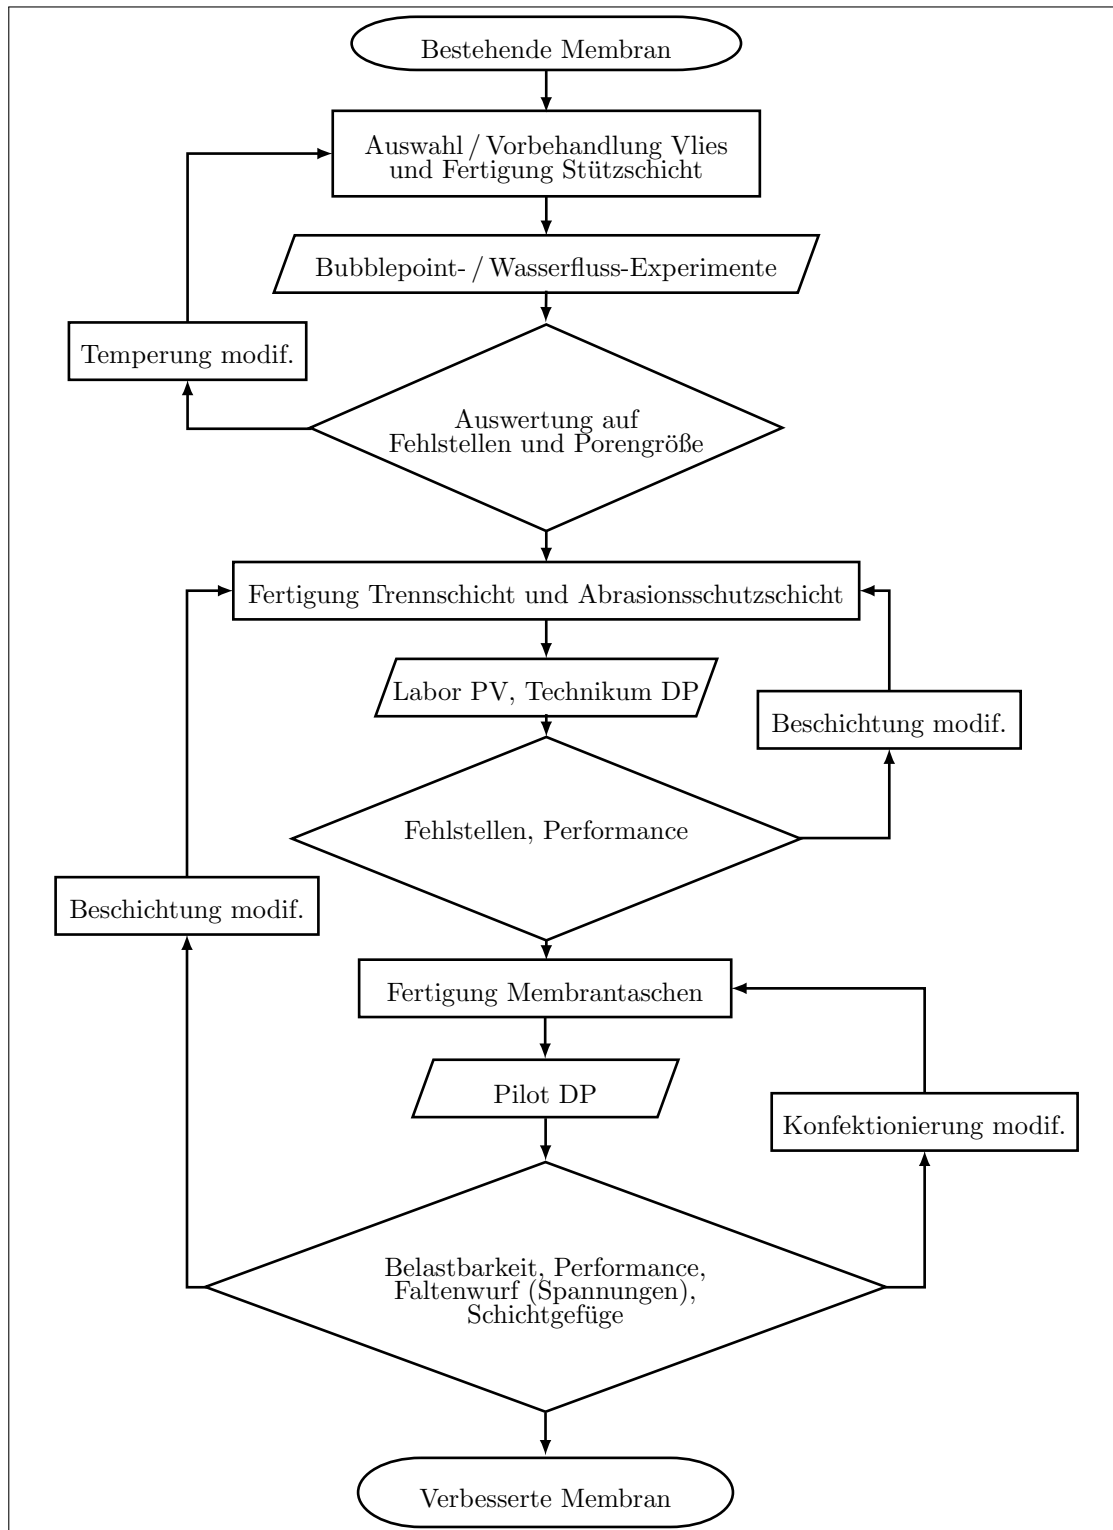 Bestehende Membran
Auswahl / Vorbehandlung Vlies
und Fertigung Stützschicht
Bubblepoint- / Wasserfluss-Experimente
Temperung modif.
Auswertung auf
Fehlstellen und Porengröße
Fertigung Trennschicht und Abrasionsschutzschicht
Labor PV, Technikum DP
Beschichtung modif.
Fehlstellen, Performance
Beschichtung modif.
Fertigung Membrantaschen
Pilot DP
Konfektionierung modif.
Belastbarkeit, Performance,
Faltenwurf (Spannungen),
Schichtgefüge
Verbesserte Membran